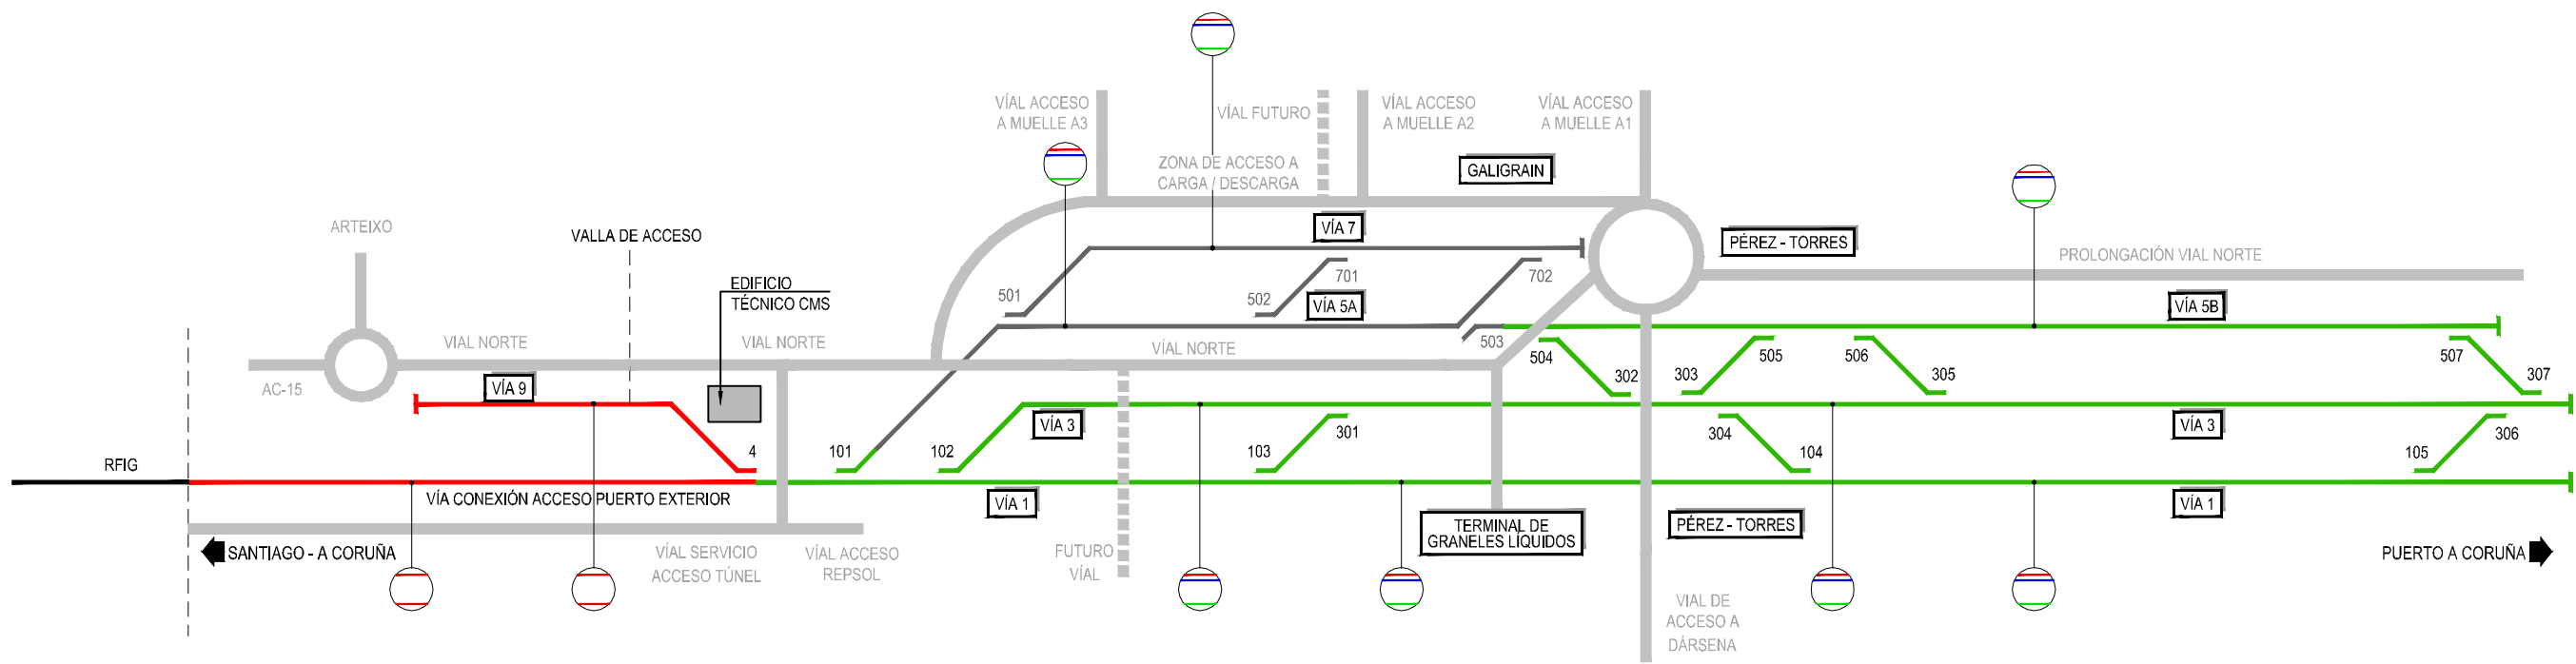 VÍAL ACCESO
A MUELLE A3
VÍAL FUTURO
VÍAL ACCESO
A MUELLE A2
VÍAL ACCESO
A MUELLE A1
ZONA DE ACCESO A
CARGA / DESCARGA
GALIGRAIN
ARTEIXO
VALLA DE ACCESO
VÍA 7
PÉREZ - TORRES
PROLONGACIÓN VIAL NORTE
EDIFICIO
TÉCNICO CMS
501
502
701
VÍA 5A
702
VÍA 5B
VIAL NORTE
VIAL NORTE
VÍAL NORTE
503
504
505
506
507
AC-15
VÍA 9
302
303
305
307
VÍA 3
301
304
VÍA 3
306
RFIG
4
101
102
103
104
105
VÍA CONEXIÓN ACCESO PUERTO EXTERIOR
VÍA 1
VÍA 1
TERMINAL DE
GRANELES LÍQUIDOS
PÉREZ - TORRES
SANTIAGO - A CORUÑA
VÍAL SERVICIO
ACCESO TÚNEL
VÍAL ACCESO
REPSOL
FUTURO
VÍAL
PUERTO A CORUÑA
VIAL DE
ACCESO A
DÁRSENA